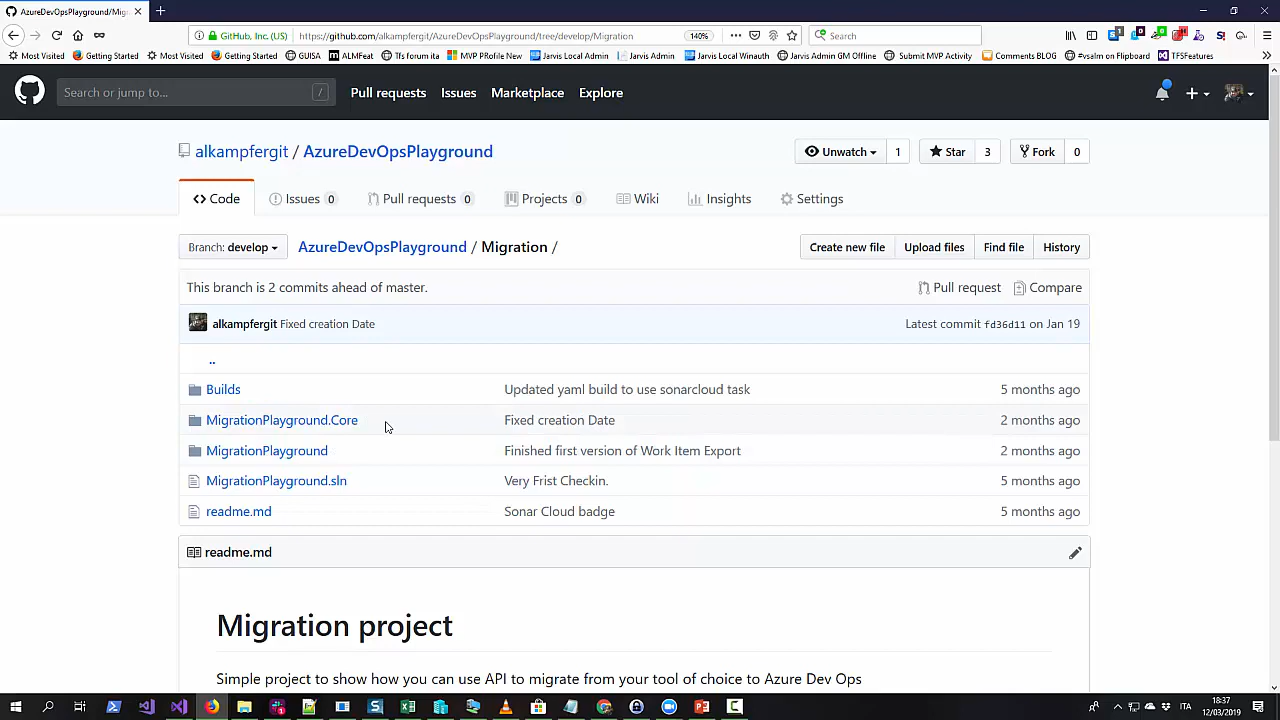 AzureDevOpsPlayground/Migr
GitHub, Inc. (US)
https://github.com/alkampfergit/AzureDevOpsPlayground/tree/develop/Migration
140%
Search
Most Visited
Getting Started
Most Visited
Getting Started
GUISA
ALMFeat
Tfs forum ita
MVP PRofile New
Jarvis Local Admin
Jarvis Admin
Jarvis Local Winauth
Jarvis Admin GM Offline
Submit MVP Activity
Comments BLOG
#vsalm on Flipboard
TFSFeatures
Search or jump to...
/
Pull requests
Issues
Marketplace
Explore
alkampfergit / AzureDevOpsPlayground
Unwatch
1
Star
3
Fork
0
Code
Issues 0
Pull requests 0
Projects 0
Wiki
Insights
Settings
Branch: develop
AzureDevOpsPlayground / Migration /
Create new file
Upload files
Find file
History
This branch is 2 commits ahead of master.
Pull request
Compare
alkampfergit Fixed creation Date
Latest commit fd36d11 on Jan 19
..
Builds
Updated yaml build to use sonarcloud task
5 months ago
MigrationPlayground.Core
Fixed creation Date
2 months ago
MigrationPlayground
Finished first version of Work Item Export
2 months ago
MigrationPlayground.sln
Very Frist Checkin.
5 months ago
readme.md
Sonar Cloud badge
5 months ago
readme.md
Migration project
Simple project to show how you can use API to migrate from your tool of choice to Azure Dev Ops
ITA
18:37
12/03/2019